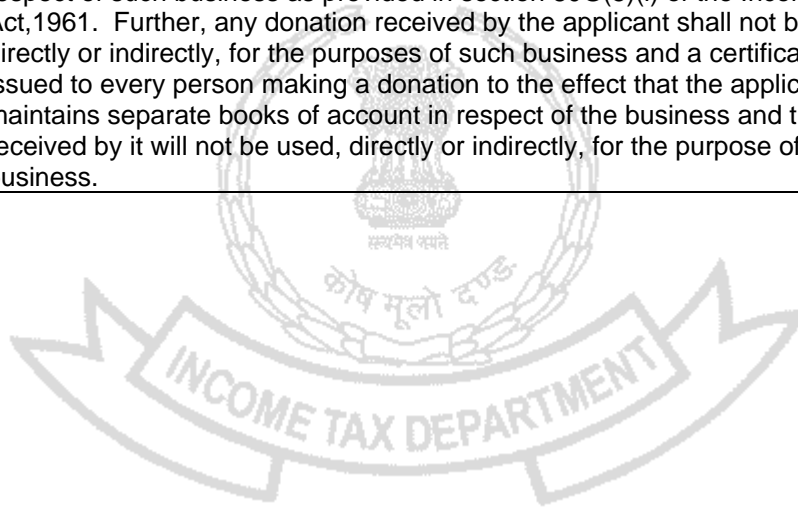 respect of such business as provided in section 80G(5)(i) of the Income
Act,1961. Further, any donation received by the applicant shall not b
directly or indirectly, for the purposes of such business and a certifica
issued to every person making a donation to the effect that the applic
maintains separate books of account in respect of the business and t
received by it will not be used, directly or indirectly, for the purpose of
business.
सत्यमेव जयते
कोष मूलो दण्डः
INCOME TAX DEPARTMENT